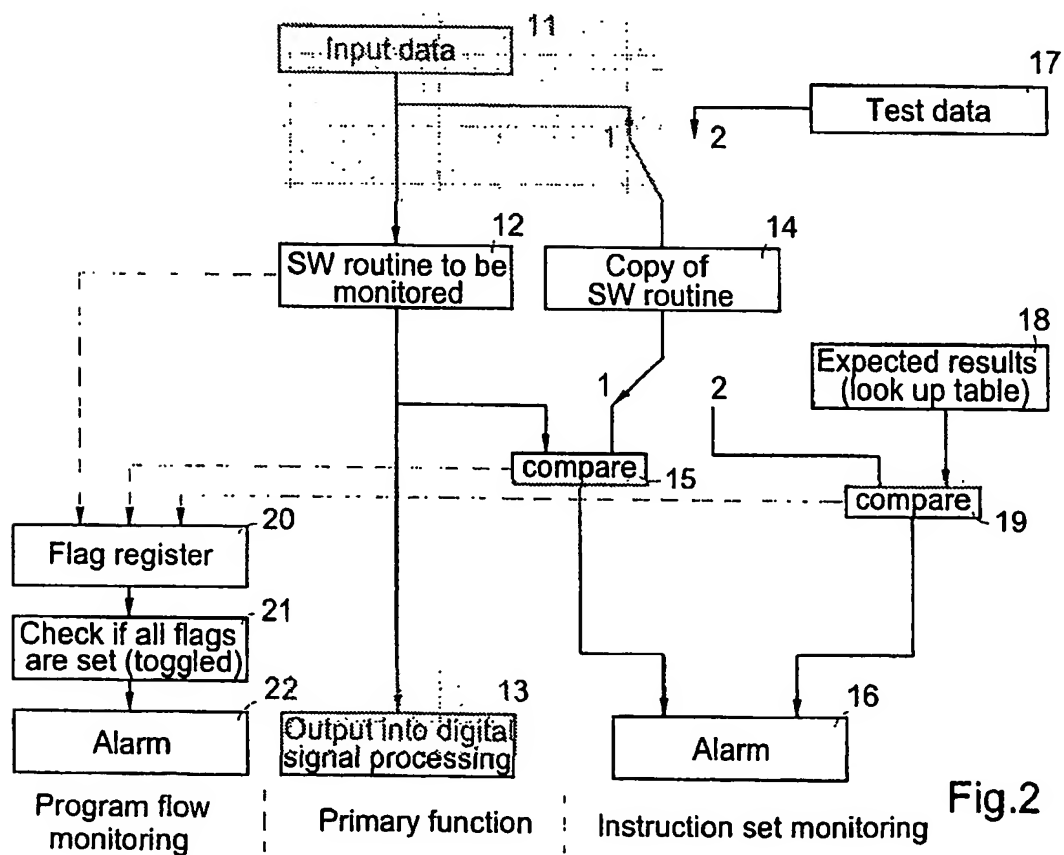 11
Input data
17
Test data
1
2
12
SW routine to be
monitored
14
Copy of
SW routine
18
Expected results
(look up table)
1
2
compare
15
compare
19
20
Flag register
21
Check if all flags
are set (toggled)
22
Alarm
13
Output into digital
signal processing
16
Alarm
Fig.2
Program flow
monitoring
Primary function
Instruction set monitoring